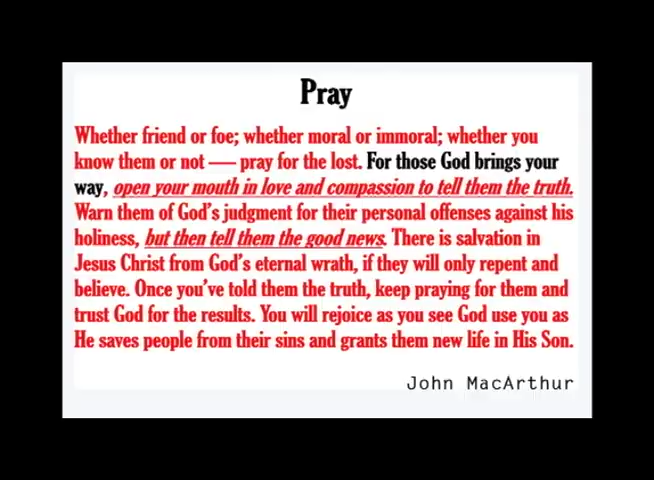 Pray
Whether friend or foe; whether moral or immoral; whether you
know them or not — pray for the lost. For those God brings your
way, open your mouth in love and compassion to tell them the truth.
Warn them of God's judgment for their personal offenses against his
holiness, but then tell them the good news. There is salvation in
Jesus Christ from God's eternal wrath, if they will only repent and
believe. Once you've told them the truth, keep praying for them and
trust God for the results. You will rejoice as you see God use you as
He saves people from their sins and grants them new life in His Son.
John MacArthur